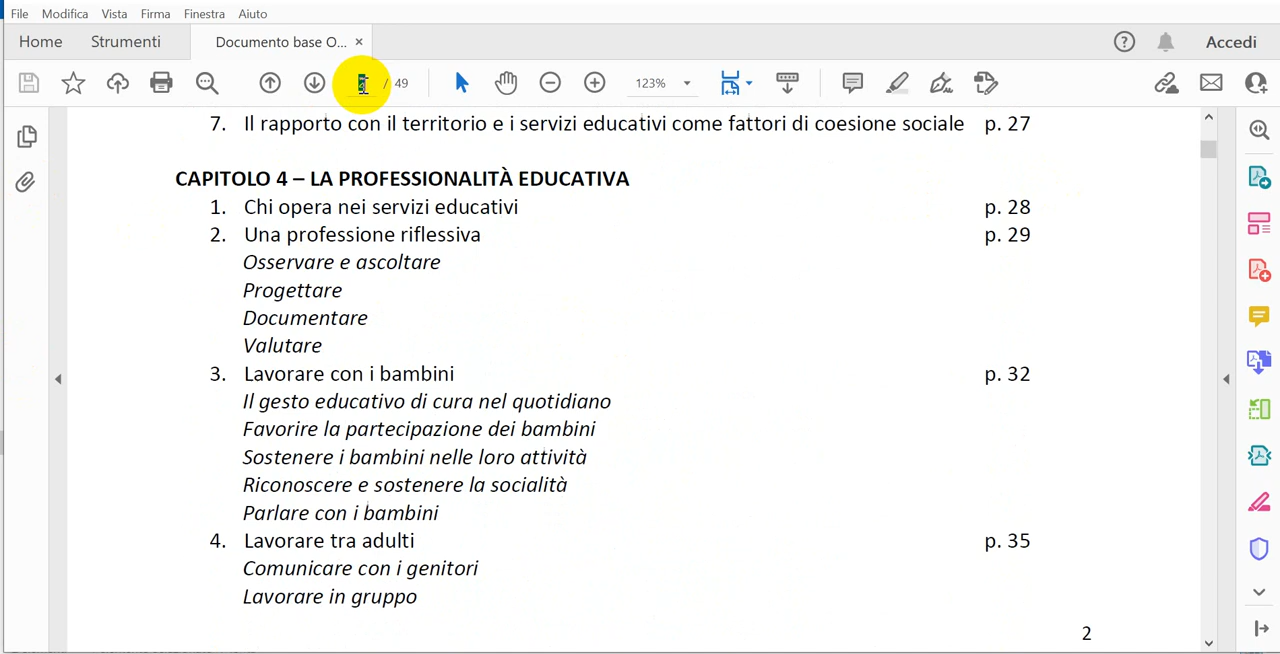 File Modifica Vista Firma Finestra Aiuto
Home Strumenti Documento base O... × Accedi
/ 49 123%
7. Il rapporto con il territorio e i servizi educativi come fattori di coesione sociale p. 27
CAPITOLO 4 – LA PROFESSIONALITÀ EDUCATIVA
1. Chi opera nei servizi educativi p. 28
2. Una professione riflessiva p. 29
Osservare e ascoltare
Progettare
Documentare
Valutare
3. Lavorare con i bambini p. 32
Il gesto educativo di cura nel quotidiano
Favorire la partecipazione dei bambini
Sostenere i bambini nelle loro attività
Riconoscere e sostenere la socialità
Parlare con i bambini
4. Lavorare tra adulti p. 35
Comunicare con i genitori
Lavorare in gruppo
2